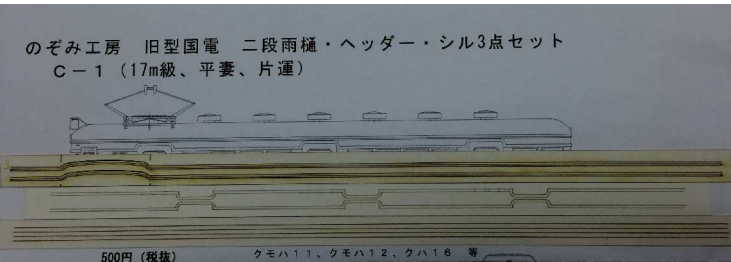 のぞみ工房 旧型国電 二段雨樋・ヘッダー・シル3点セット
C－1（17m級、平妻、片運）
500円（税抜） クモハ11、クモハ12、クハ16 等